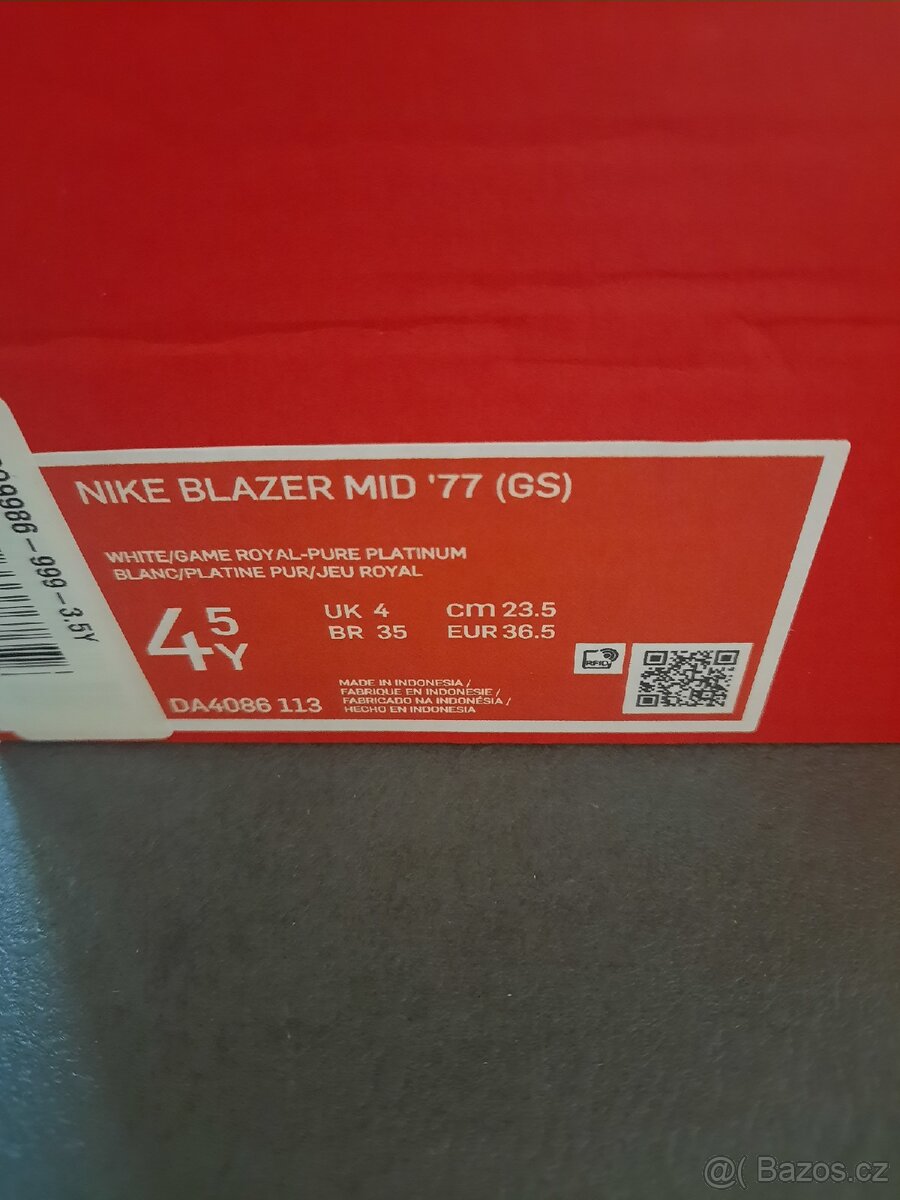 NIKE BLAZER MID '77 (GS)
WHITE/GAME ROYAL-PURE PLATINUM
BLANC/PLATINE PUR/JEU ROYAL
4 5 Y
UK 4 cm 23.5
BR 35 EUR 36.5
RFID
DA4086 113
MADE IN INDONESIA /
FABRIQUE EN INDONESIE /
FABRICADO NA INDONÉSIA /
HECHO EN INDONESIA
-999-3.5Y
@( Bazos.cz